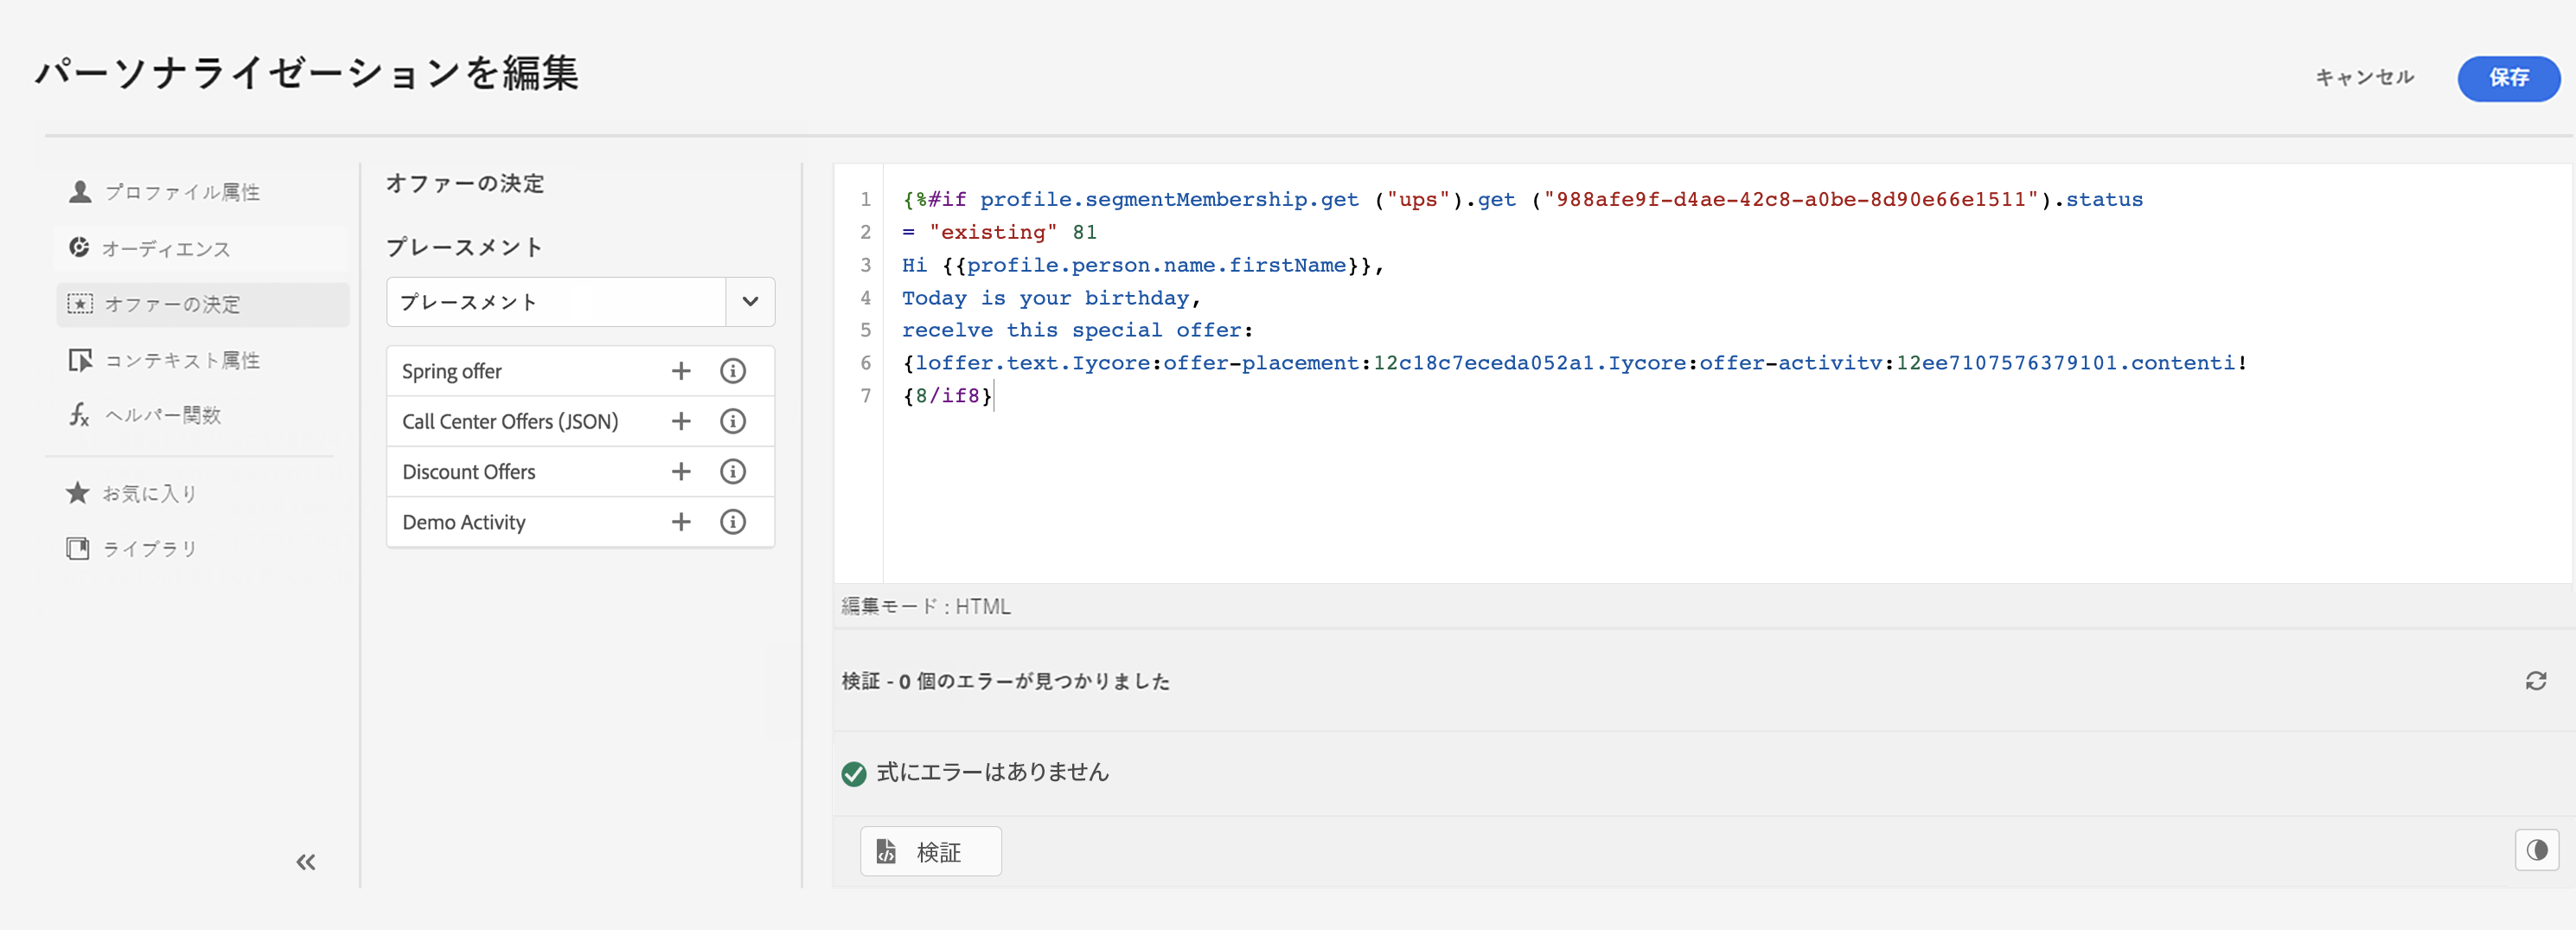 パーソナライゼーションを編集
キャンセル
保存
プロファイル属性
オーディエンス
オファーの決定
コンテキスト属性
ヘルパー関数
お気に入り
ライブラリ
オファーの決定
プレースメント
プレースメント
Spring offer
Call Center Offers (JSON)
Discount Offers
Demo Activity
1 {%#if profile.segmentMembership.get ("ups").get ("988afe9f-d4ae-42c8-a0be-8d90e66e1511").status
2 = "existing" 81
3 Hi {{profile.person.name.firstName}},
4 Today is your birthday,
5 recelve this special offer:
6 {loffer.text.Iycore:offer-placement:12c18c7eceda052a1.Iycore:offer-activitv:12ee7107576379101.contenti!
7 {8/if8}
編集モード : HTML
検証 - 0 個のエラーが見つかりました
式にエラーはありません
検証